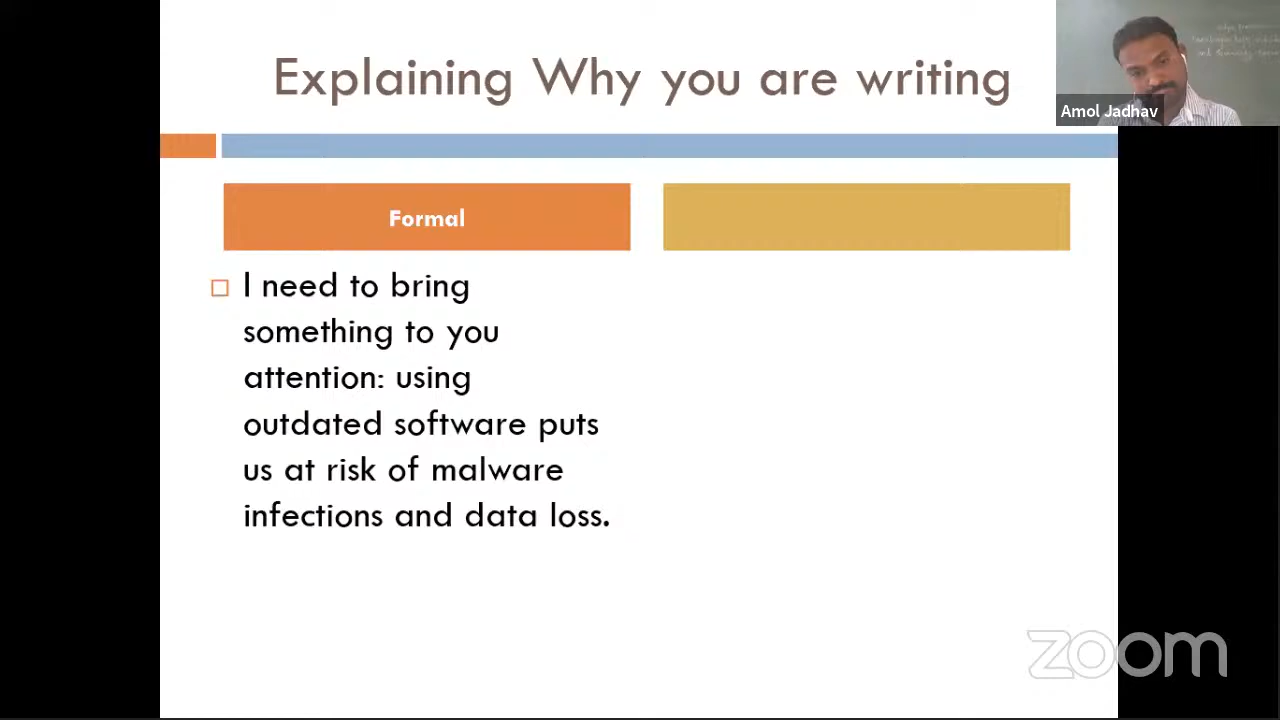 Explaining Why you are writing
Amol Jadhav
Formal
I need to bring
something to you
attention: using
outdated software puts
us at risk of malware
infections and data loss.
zoom